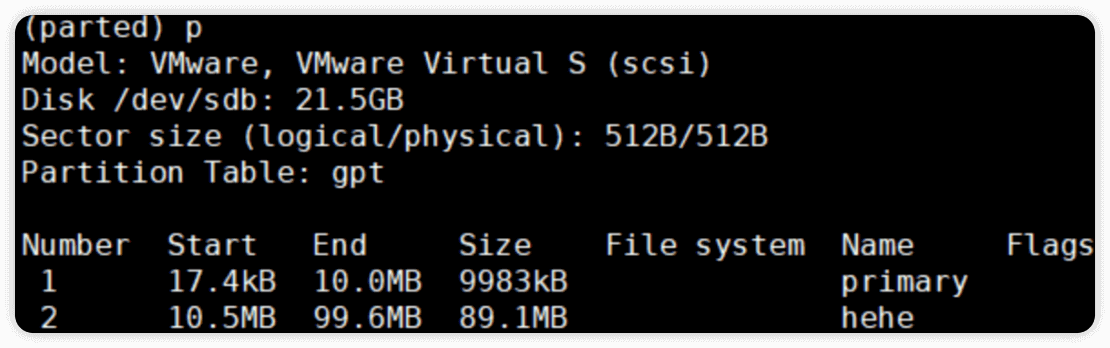 (parted) p
Model: VMware, VMware Virtual S (scsi)
Disk /dev/sdb: 21.5GB
Sector size (logical/physical): 512B/512B
Partition Table: gpt
Number  Start   End     Size    File system  Name     Flags
 1      17.4kB  10.0MB  9983kB               primary
 2      10.5MB  99.6MB  89.1MB               hehe